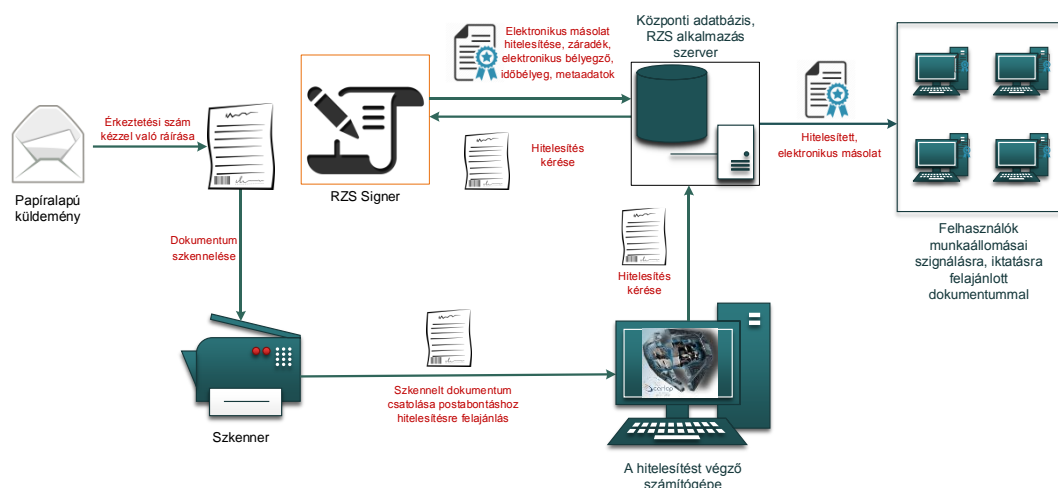 Központi adatbázis,
RZS alkalmazás
szerver
Elektronikus másolat
hitelesítése, záradék,
elektronikus bélyegző,
időbélyeg, metaadatok
Érkeztetési szám
kézzel való ráírása
Hitelesítés
kérése
Hitelesített,
elektronikus másolat
Papíralapú
küldemény
RZS Signer
Dokumentum
szkennelése
Hitelesítés
kérése
Felhasználók
munkaállomásai
szignálásra, iktatásra
felajánlott
dokumentummal
Szkennelt dokumentum
csatolása postabontáshoz
hitelesítésre felajánlás
Szkenner
A hitelesítést végző
számítógépe